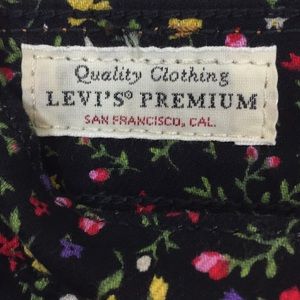 Quality Clothing
LEVI'S® PREMIUM
SAN FRANCISCO, CAL.